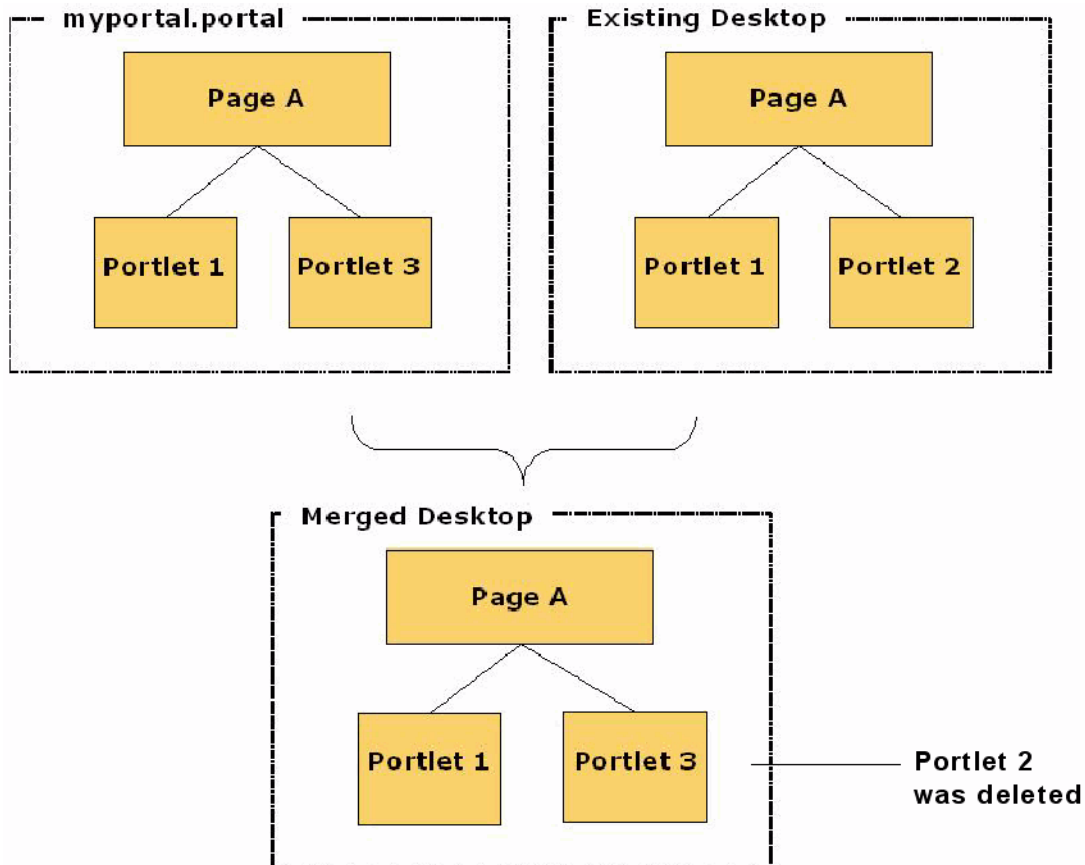 myportal.portal
Page A
Portlet 1
Portlet 3
Existing Desktop
Page A
Portlet 1
Portlet 2
Merged Desktop
Page A
Portlet 1
Portlet 3
Portlet 2
was deleted